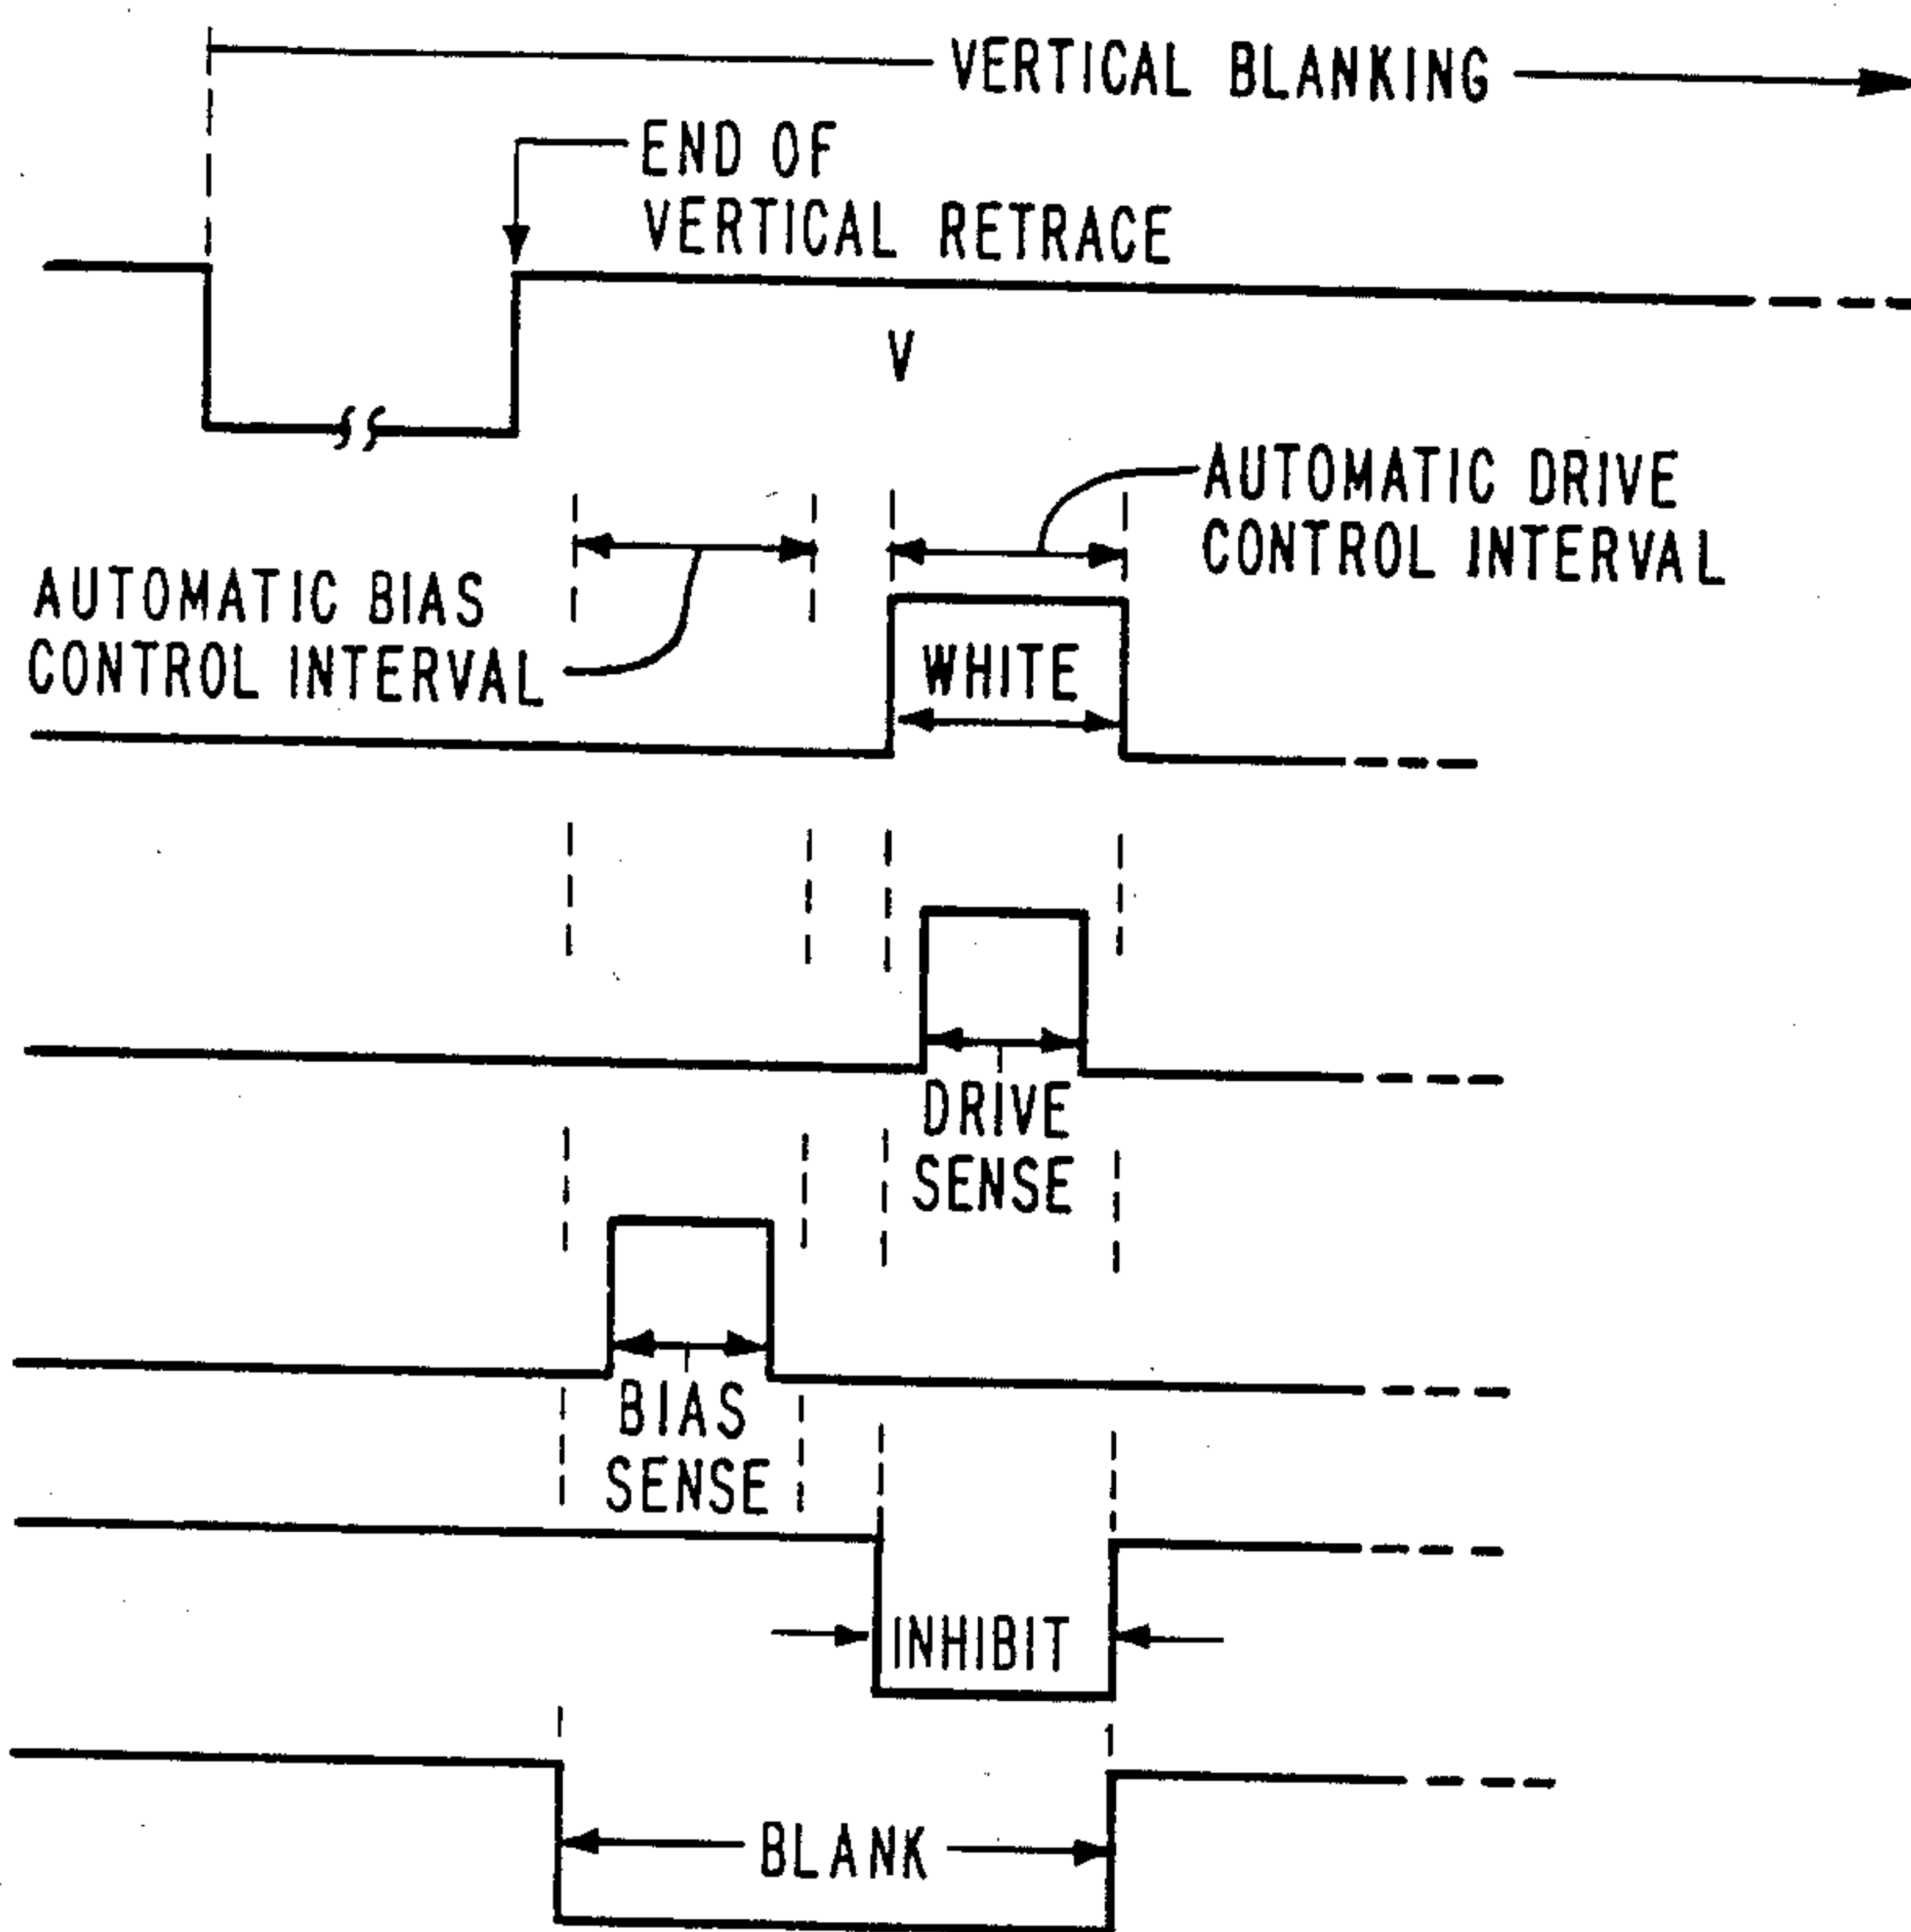 VERTICAL BLANKING
END OF
VERTICAL RETRACE
V
AUTOMATIC DRIVE
CONTROL INTERVAL
AUTOMATIC BIAS
CONTROL INTERVAL
WHITE
DRIVE
SENSE
BIAS
SENSE
INHIBIT
BLANK